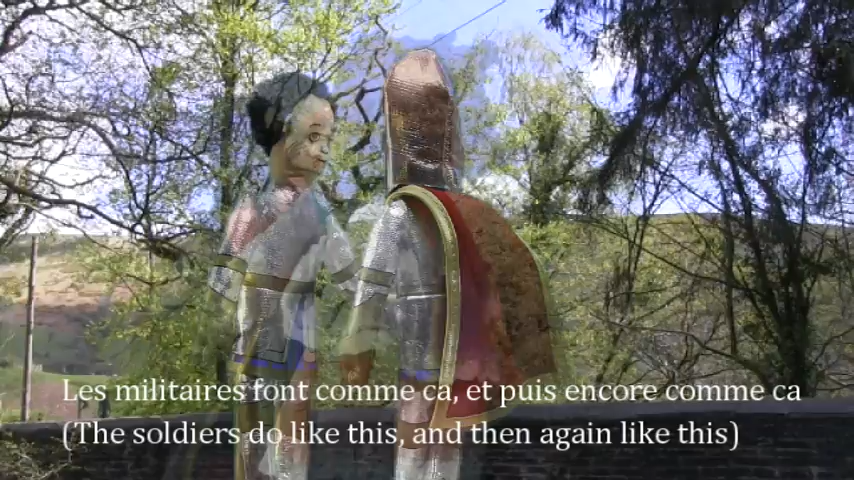 Les militaires font comme ca, et puis encore comme ca
(The soldiers do like this, and then again like this)